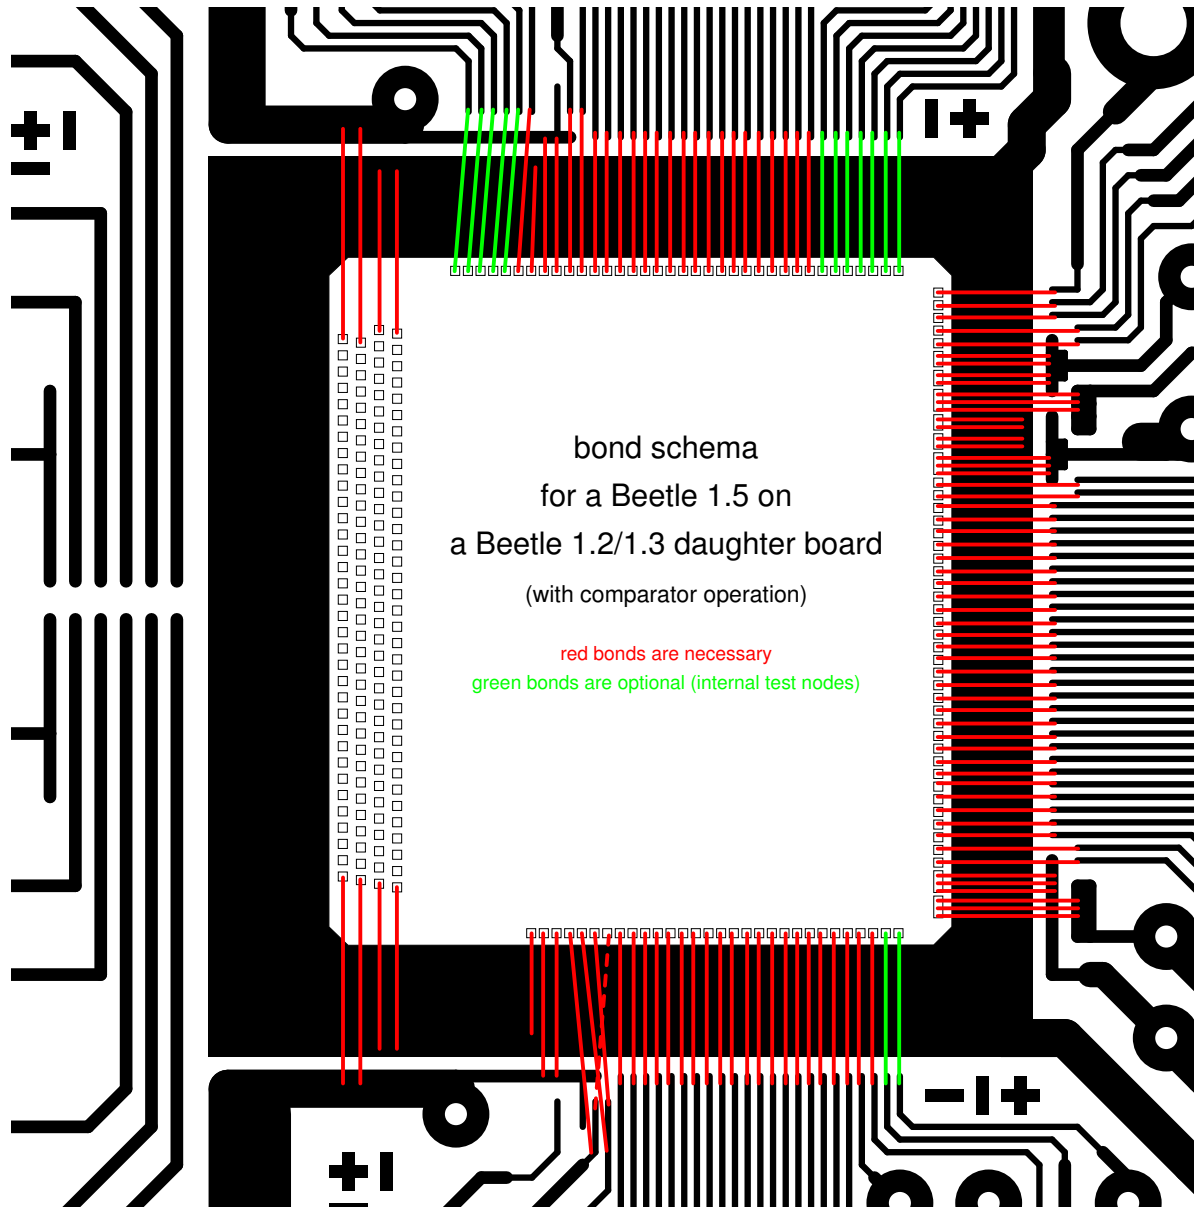 bond schema
for a Beetle 1.5 on
a Beetle 1.2/1.3 daughter board
(with comparator operation)
red bonds are necessary
green bonds are optional (internal test nodes)